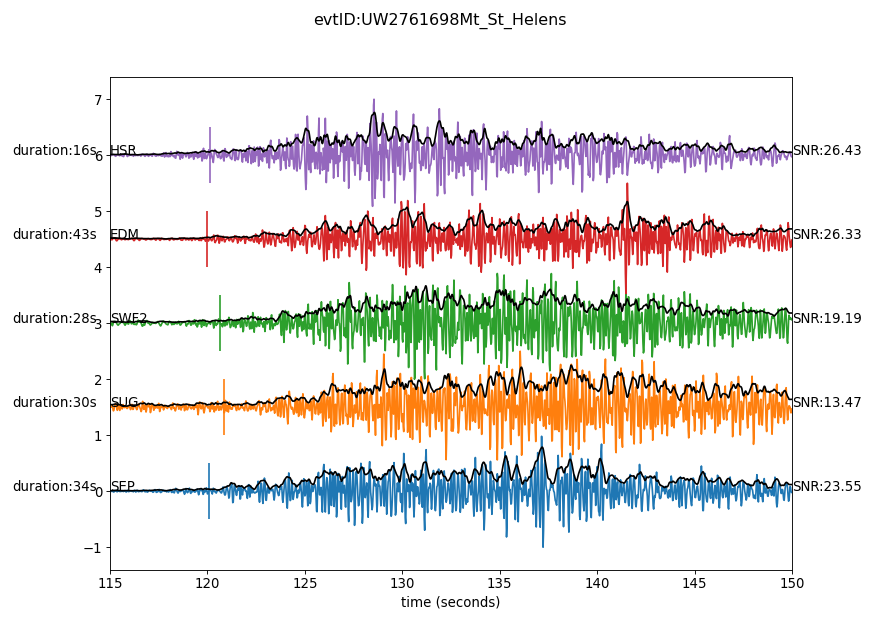 evtID:UW2761698Mt_St_Helens
7
duration:16s HSR SNR:26.43
6
5
duration:43s EDM SNR:26.33
4
duration:28s SWF2 SNR:19.19
3
2
duration:30s SUG SNR:13.47
1
duration:34s SEP SNR:23.55
0
−1
115 120 125 130 135 140 145 150
time (seconds)